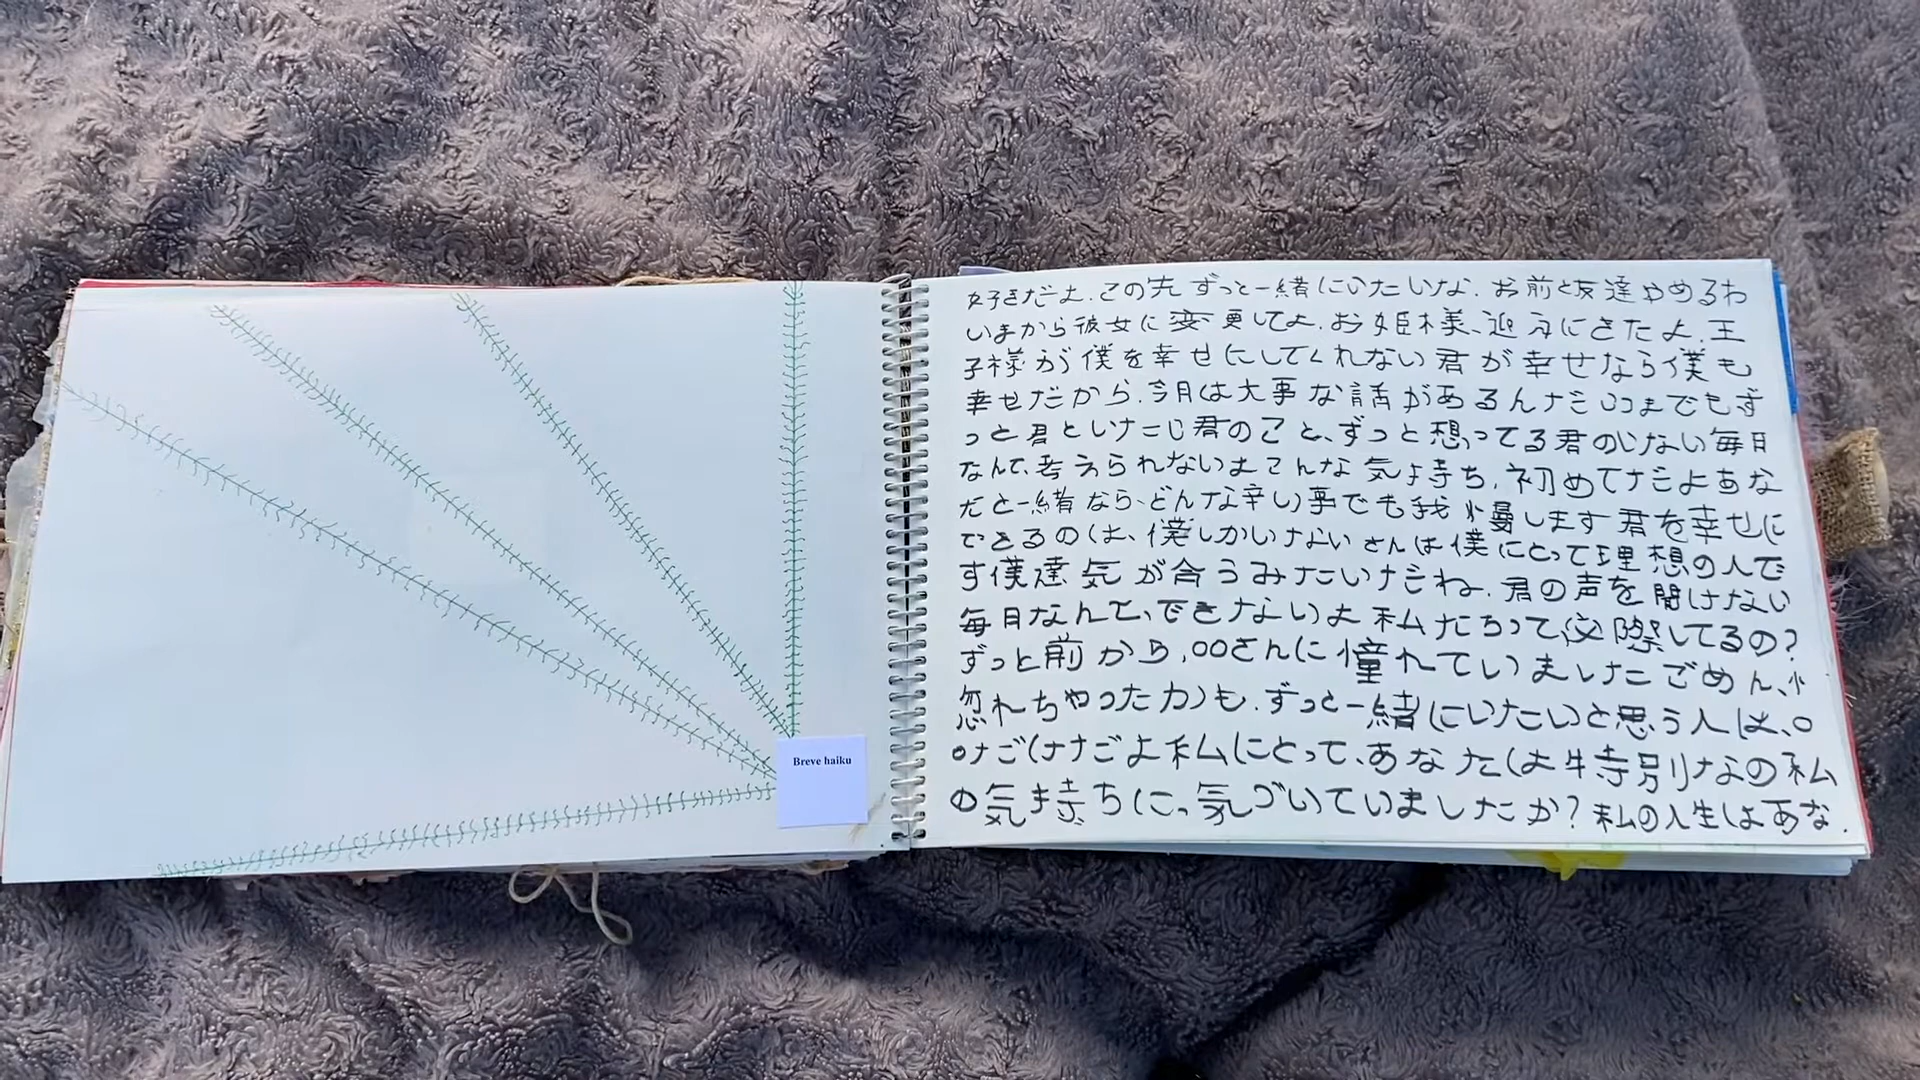 Breve haiku
好きだよ.この先ずっと一緒にいたいな.お前と友達やめるわ
いまから彼女に変更してよ.お姫様、迎えにきたよ.王
子様が僕を幸せにしてくれない君が幸せなら僕も
幸せだから.今月は大事な話があるんだ いつまでもず
っと君といたい 君のこと、ずっと想ってる君のいない毎日
なんて、考えられないよこんな気持ち,初めてだよあな
たと一緒なら、どんな辛い事でも我慢します君を幸せに
できるのは、僕しかいない さんは僕にとって理想の人で
す僕達気が合うみたいだね.君の声を聞けない
毎日なんて、できないよ私たちって、必際してるの?
ずっと前から,○○さんに憧れていました ごめん、
忽れちやったカも.ずっと一緒にいたいと思う人は、○
○だけだよ私にとって、あなたは特別なの私
の気持ちに、気づいていましたか?私の人生はあな.